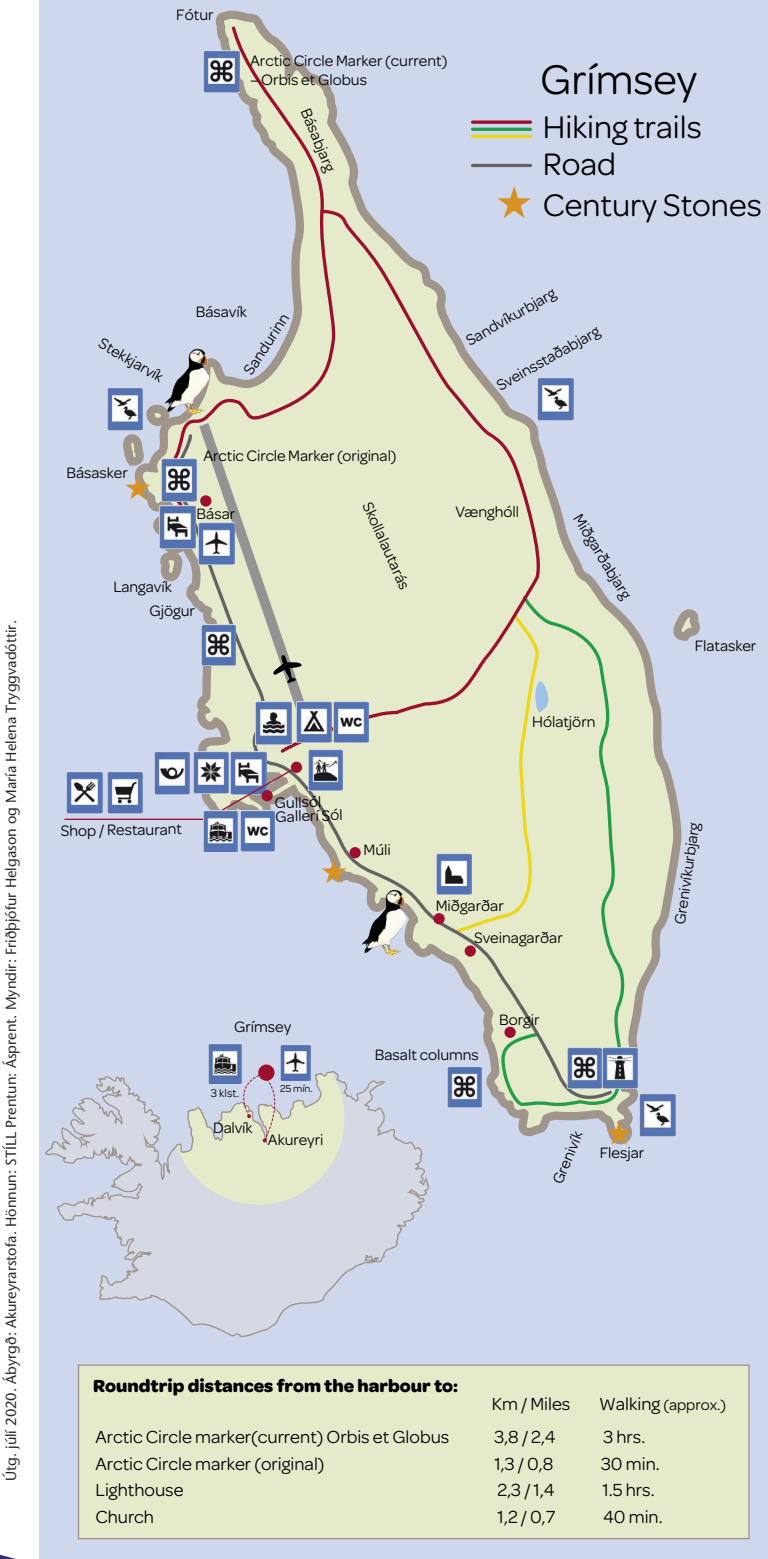 Fótur
Arctic Circle Marker (current)
– Orbis et Globus
Básabjarg
Grímsey
Hiking trails
Road
Century Stones
Básavík
Sandurinn
Stekkjarvík
Sandvíkurbjarg
Sveinsstaðabjarg
Arctic Circle Marker (original)
Básasker
Básar
Skollalautarás
Vænghóll
Miðgarðabjarg
Langavík
Gjögur
Flatasker
Hólatjörn
WC
Shop / Restaurant
WC
Gullsól
Gallerí Sól
Múli
Grenivíkurbjarg
Miðgarðar
Sveinagarðar
Borgir
Basalt columns
Grenivík
Flesjar
Grímsey
3 klst.
25 mín.
Dalvík
Akureyri
Roundtrip distances from the harbour to:
Km / Miles Walking (approx.)
Arctic Circle marker(current) Orbis et Globus 3,8 / 2,4 3 hrs.
Arctic Circle marker (original) 1,3 / 0,8 30 min.
Lighthouse 2,3 / 1,4 1.5 hrs.
Church 1,2 / 0,7 40 min.
Útg. júlí 2020. Ábyrgð: Akureyrarstofa. Hönnun: STÍLL Prentun: Ásprent. Myndir: Friðþjófur Helgason og María Helena Tryggvadóttir.